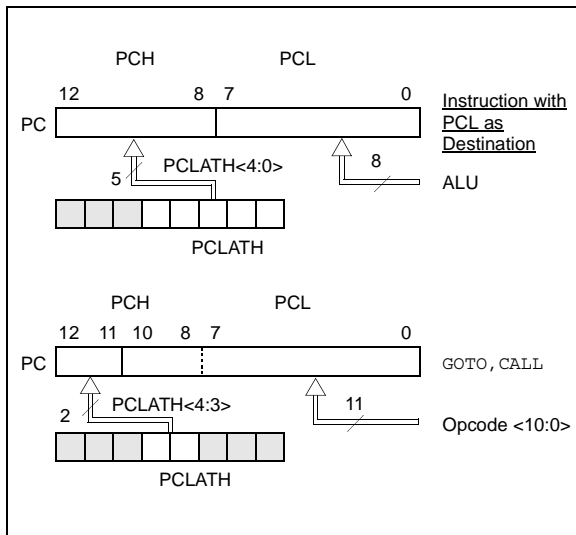 PCH PCL
12 8 7 0
Instruction with
PCL as
Destination
PC
5 PCLATH<4:0>
8
ALU
PCLATH
PCH PCL
12 11 10 8 7 0
PC
GOTO, CALL
2 PCLATH<4:3>
11
Opcode <10:0>
PCLATH